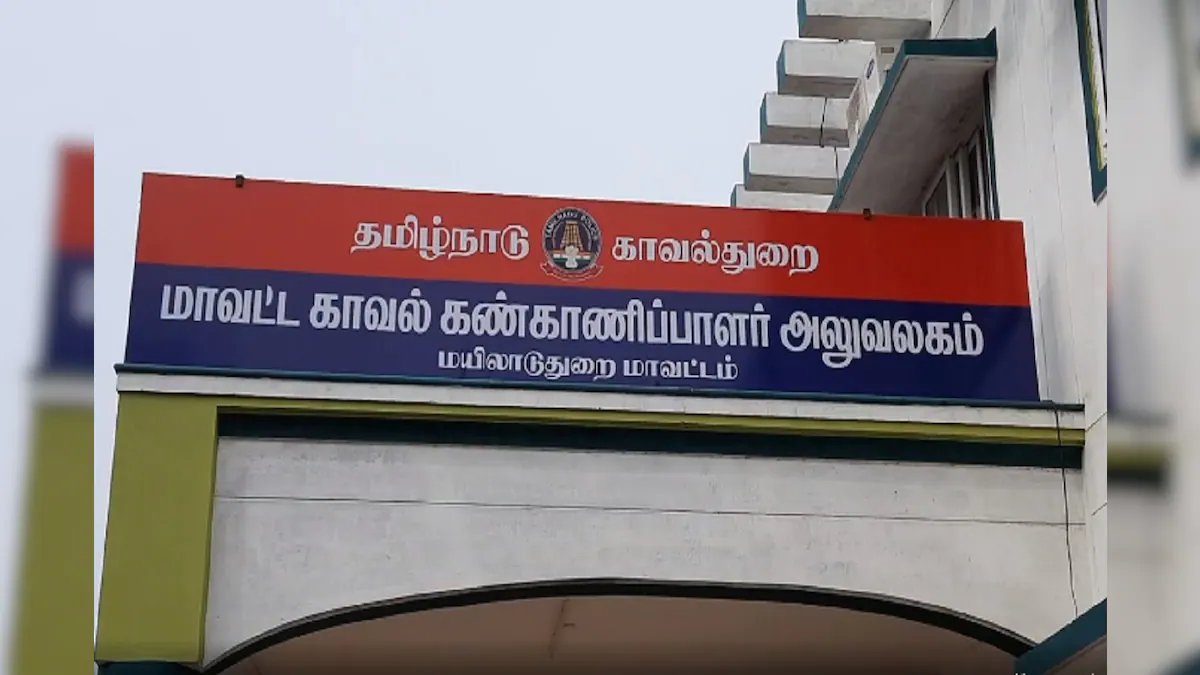 தமிழ்நாடு காவல்துறை
மாவட்ட காவல் கண்காணிப்பாளர் அலுவலகம்
மயிலாடுதுறை மாவட்டம்